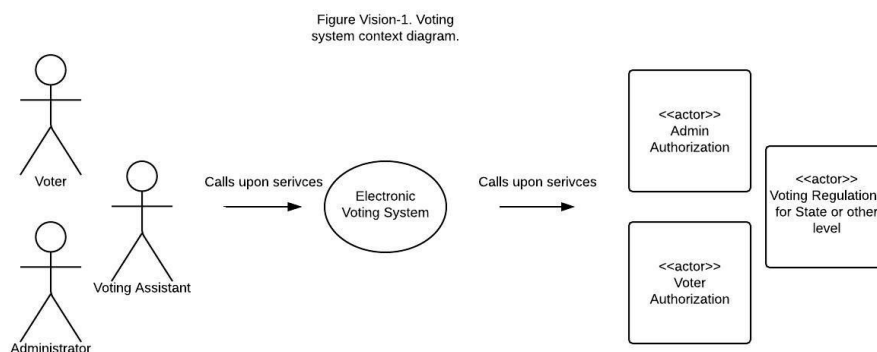 Figure Vision-1. Voting
system context diagram.
Voter
Voting Assistant
Administrator
Calls upon serivces
Electronic
Voting System
Calls upon serivces
<<actor>>
Admin
Authorization
<<actor>>
Voter
Authorization
<<actor>>
Voting Regulation
for State or other
level